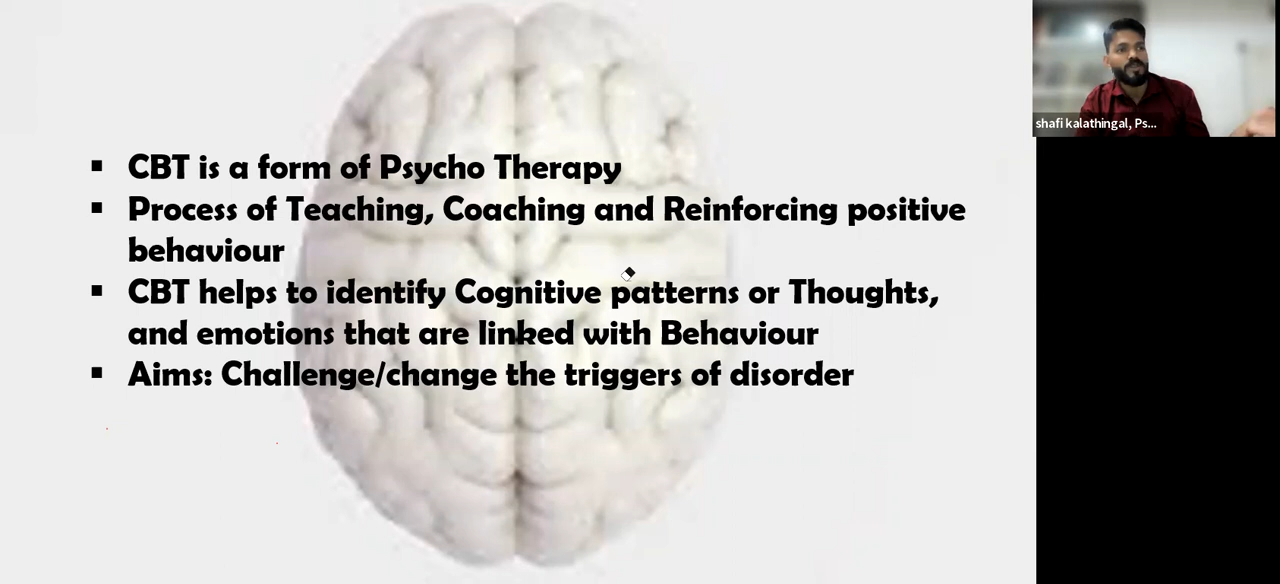 ▪ CBT is a form of Psycho Therapy
▪ Process of Teaching, Coaching and Reinforcing positive
behaviour
▪ CBT helps to identify Cognitive patterns or Thoughts,
and emotions that are linked with Behaviour
▪ Aims: Challenge/change the triggers of disorder
shafi kalathingal, Ps...